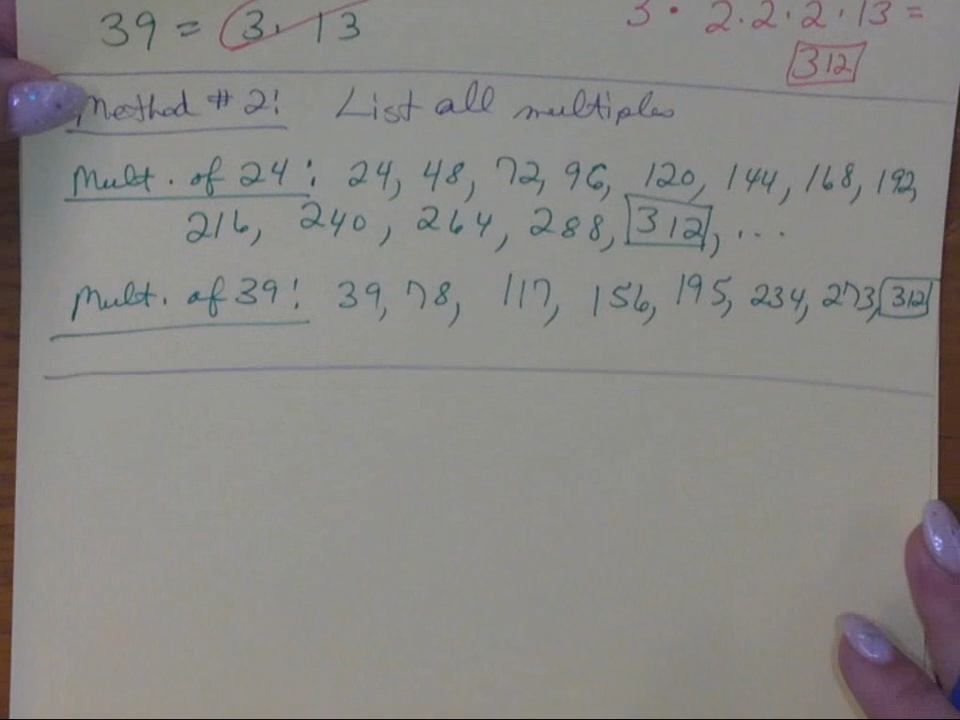 39 = 3 · 13
3 · 2 · 2 · 2 · 13 =
312
Method # 2: List all multiples
Mult. of 24: 24, 48, 72, 96, 120, 144, 168, 192,
216, 240, 264, 288, 312, ...
Mult. of 39: 39, 78, 117, 156, 195, 234, 273, 312